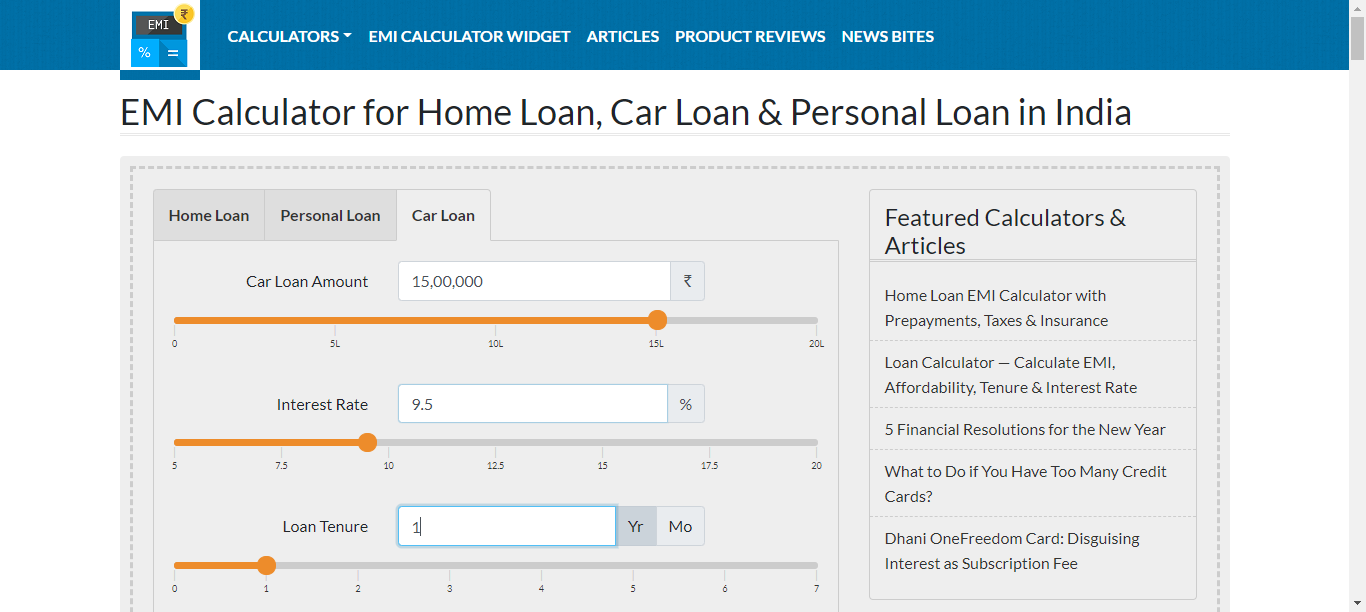 EMI ₹
% =
CALCULATORS EMI CALCULATOR WIDGET ARTICLES PRODUCT REVIEWS NEWS BITES
EMI Calculator for Home Loan, Car Loan & Personal Loan in India
Home Loan Personal Loan Car Loan
Car Loan Amount 15,00,000 ₹
0 5L 10L 15L 20L
Interest Rate 9.5 %
5 7.5 10 12.5 15 17.5 20
Loan Tenure 1 Yr Mo
0 1 2 3 4 5 6 7
Featured Calculators &
Articles
Home Loan EMI Calculator with
Prepayments, Taxes & Insurance
Loan Calculator — Calculate EMI,
Affordability, Tenure & Interest Rate
5 Financial Resolutions for the New Year
What to Do if You Have Too Many Credit
Cards?
Dhani OneFreedom Card: Disguising
Interest as Subscription Fee